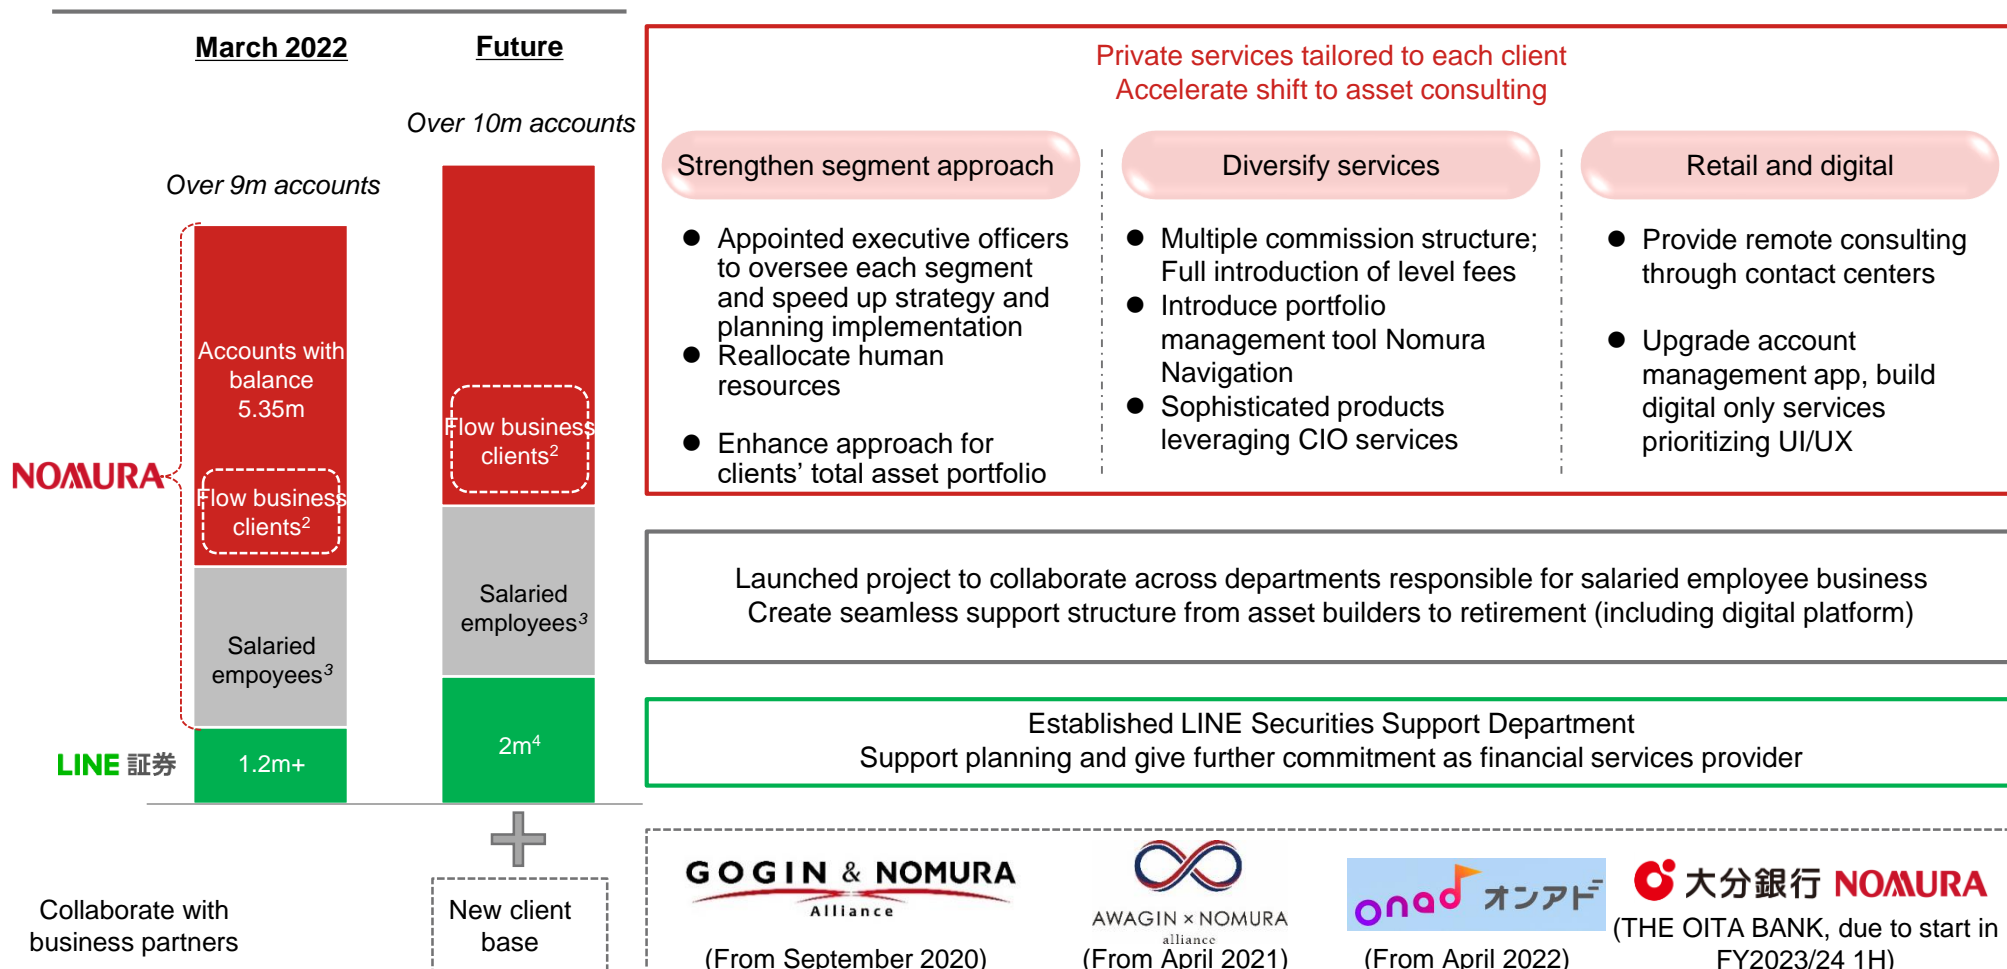 March 2022
Future
Over 9m accounts
Over 10m accounts
NOMURA
Accounts with
balance
5.35m
Flow business
clients2
Salaried
empoyees3
LINE 証券
1.2m+
Flow business
clients2
Salaried
employees3
2m4
Private services tailored to each client
Accelerate shift to asset consulting
Strengthen segment approach
● Appointed executive officers
to oversee each segment
and speed up strategy and
planning implementation
● Reallocate human
resources
● Enhance approach for
clients’ total asset portfolio
Diversify services
● Multiple commission structure;
Full introduction of level fees
● Introduce portfolio
management tool Nomura
Navigation
● Sophisticated products
leveraging CIO services
Retail and digital
● Provide remote consulting
through contact centers
● Upgrade account
management app, build
digital only services
prioritizing UI/UX
Launched project to collaborate across departments responsible for salaried employee business
Create seamless support structure from asset builders to retirement (including digital platform)
Established LINE Securities Support Department
Support planning and give further commitment as financial services provider
Collaborate with
business partners
New client
base
GOGIN & NOMURA
Alliance
(From September 2020)
AWAGIN × NOMURA
alliance
(From April 2021)
onad オンアド
(From April 2022)
大分銀行 NOMURA
(THE OITA BANK, due to start in
FY2023/24 1H)